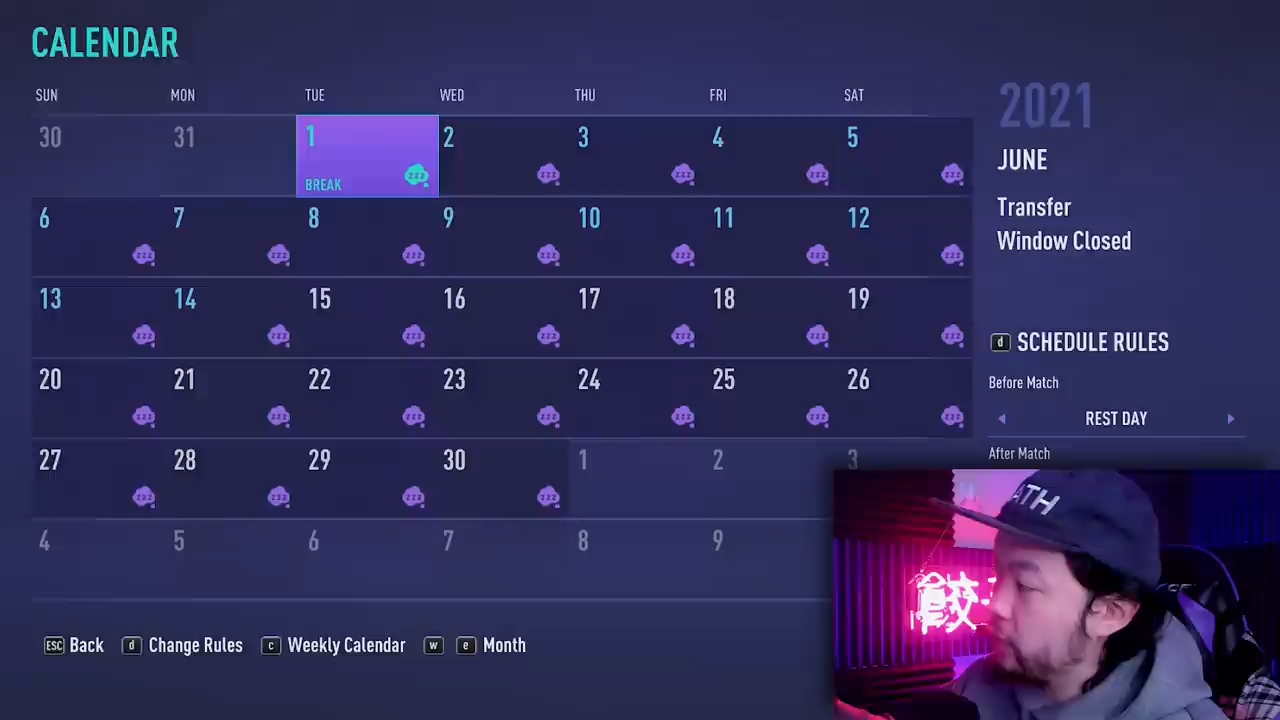 CALENDAR
SUN MON TUE WED THU FRI SAT
30 31 1 2 3 4 5
BREAK
6 7 8 9 10 11 12
13 14 15 16 17 18 19
20 21 22 23 24 25 26
27 28 29 30 1 2 3
4 5 6 7 8 9
2021
JUNE
Transfer
Window Closed
d SCHEDULE RULES
Before Match
REST DAY
After Match
ESC Back d Change Rules c Weekly Calendar w e Month
ATH
餃